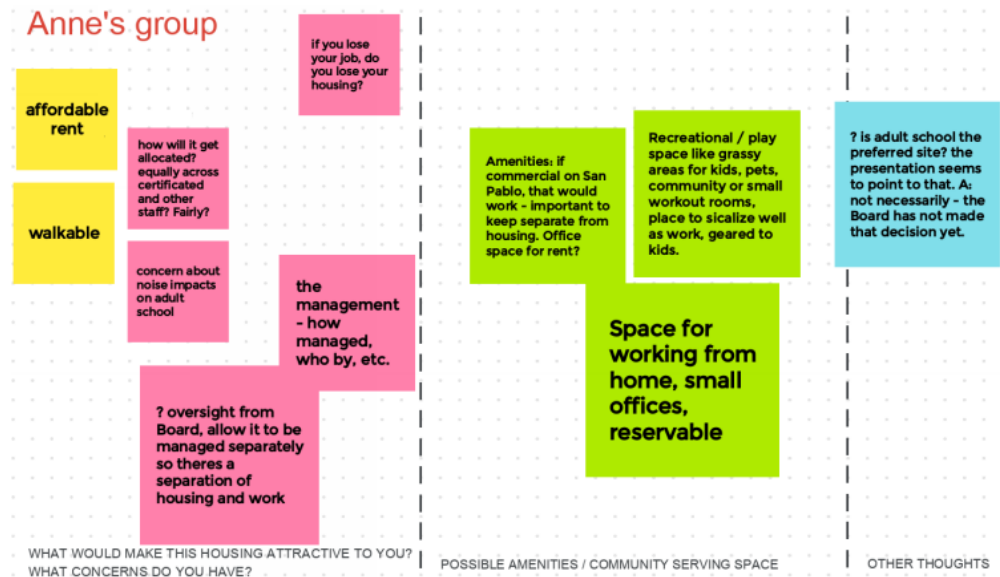 Anne's group
if you lose
your job, do
you lose your
housing?
affordable
rent
how will it get
allocated?
equally across
certificated
and other
staff? Fairly?
walkable
concern about
noise impacts
on adult
school
the
management
- how
managed,
who by, etc.
? oversight from
Board, allow it to be
managed separately
so theres a
separation of
housing and work
WHAT WOULD MAKE THIS HOUSING ATTRACTIVE TO YOU?
WHAT CONCERNS DO YOU HAVE?
Amenities: if
commercial on San
Pablo, that would
work - important to
keep separate from
housing. Office
space for rent?
Recreational / play
space like grassy
areas for kids, pets,
community or small
workout rooms,
place to sicalize well
as work, geared to
kids.
Space for
working from
home, small
offices,
reservable
POSSIBLE AMENITIES / COMMUNITY SERVING SPACE
? is adult school the
preferred site? the
presentation seems
to point to that. A:
not necessarily - the
Board has not made
that decision yet.
OTHER THOUGHTS